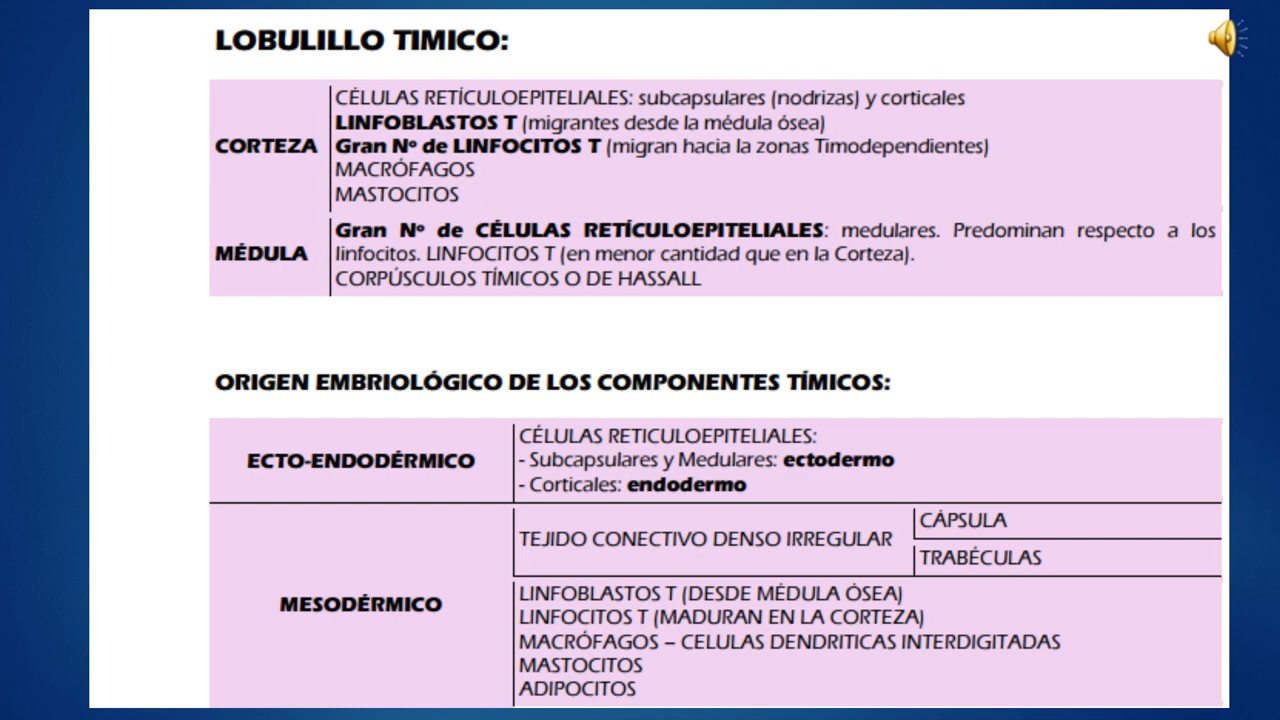 LOBULILLO TIMICO:
CORTEZA
CÉLULAS RETÍCULOEPITELIALES: subcapsulares (nodrizas) y corticales
LINFOBLASTOS T (migrantes desde la médula ósea)
Gran Nº de LINFOCITOS T (migran hacia la zonas Timodependientes)
MACRÓFAGOS
MASTOCITOS
MÉDULA
Gran Nº de CÉLULAS RETÍCULOEPITELIALES: medulares. Predominan respecto a los
linfocitos. LINFOCITOS T (en menor cantidad que en la Corteza).
CORPÚSCULOS TÍMICOS O DE HASSALL
ORIGEN EMBRIOLÓGICO DE LOS COMPONENTES TÍMICOS:
ECTO-ENDODÉRMICO
CÉLULAS RETICULOEPITELIALES:
- Subcapsulares y Medulares: ectodermo
- Corticales: endodermo
MESODÉRMICO
TEJIDO CONECTIVO DENSO IRREGULAR
CÁPSULA
TRABÉCULAS
LINFOBLASTOS T (DESDE MÉDULA ÓSEA)
LINFOCITOS T (MADURAN EN LA CORTEZA)
MACRÓFAGOS – CELULAS DENDRITICAS INTERDIGITADAS
MASTOCITOS
ADIPOCITOS